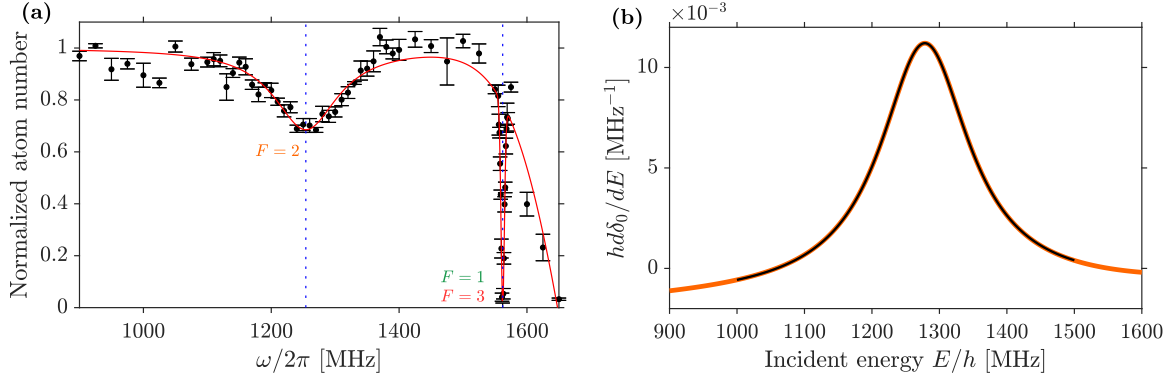 (a)
Normalized atom number
1
0.8
0.6
0.4
0.2
0
F = 2
F = 1
F = 3
1000 1200 1400 1600
ω/2π [MHz]
(b)
×10⁻³
hdδ₀/dE [MHz⁻¹]
10
5
0
900 1000 1100 1200 1300 1400 1500 1600
Incident energy E/h [MHz]